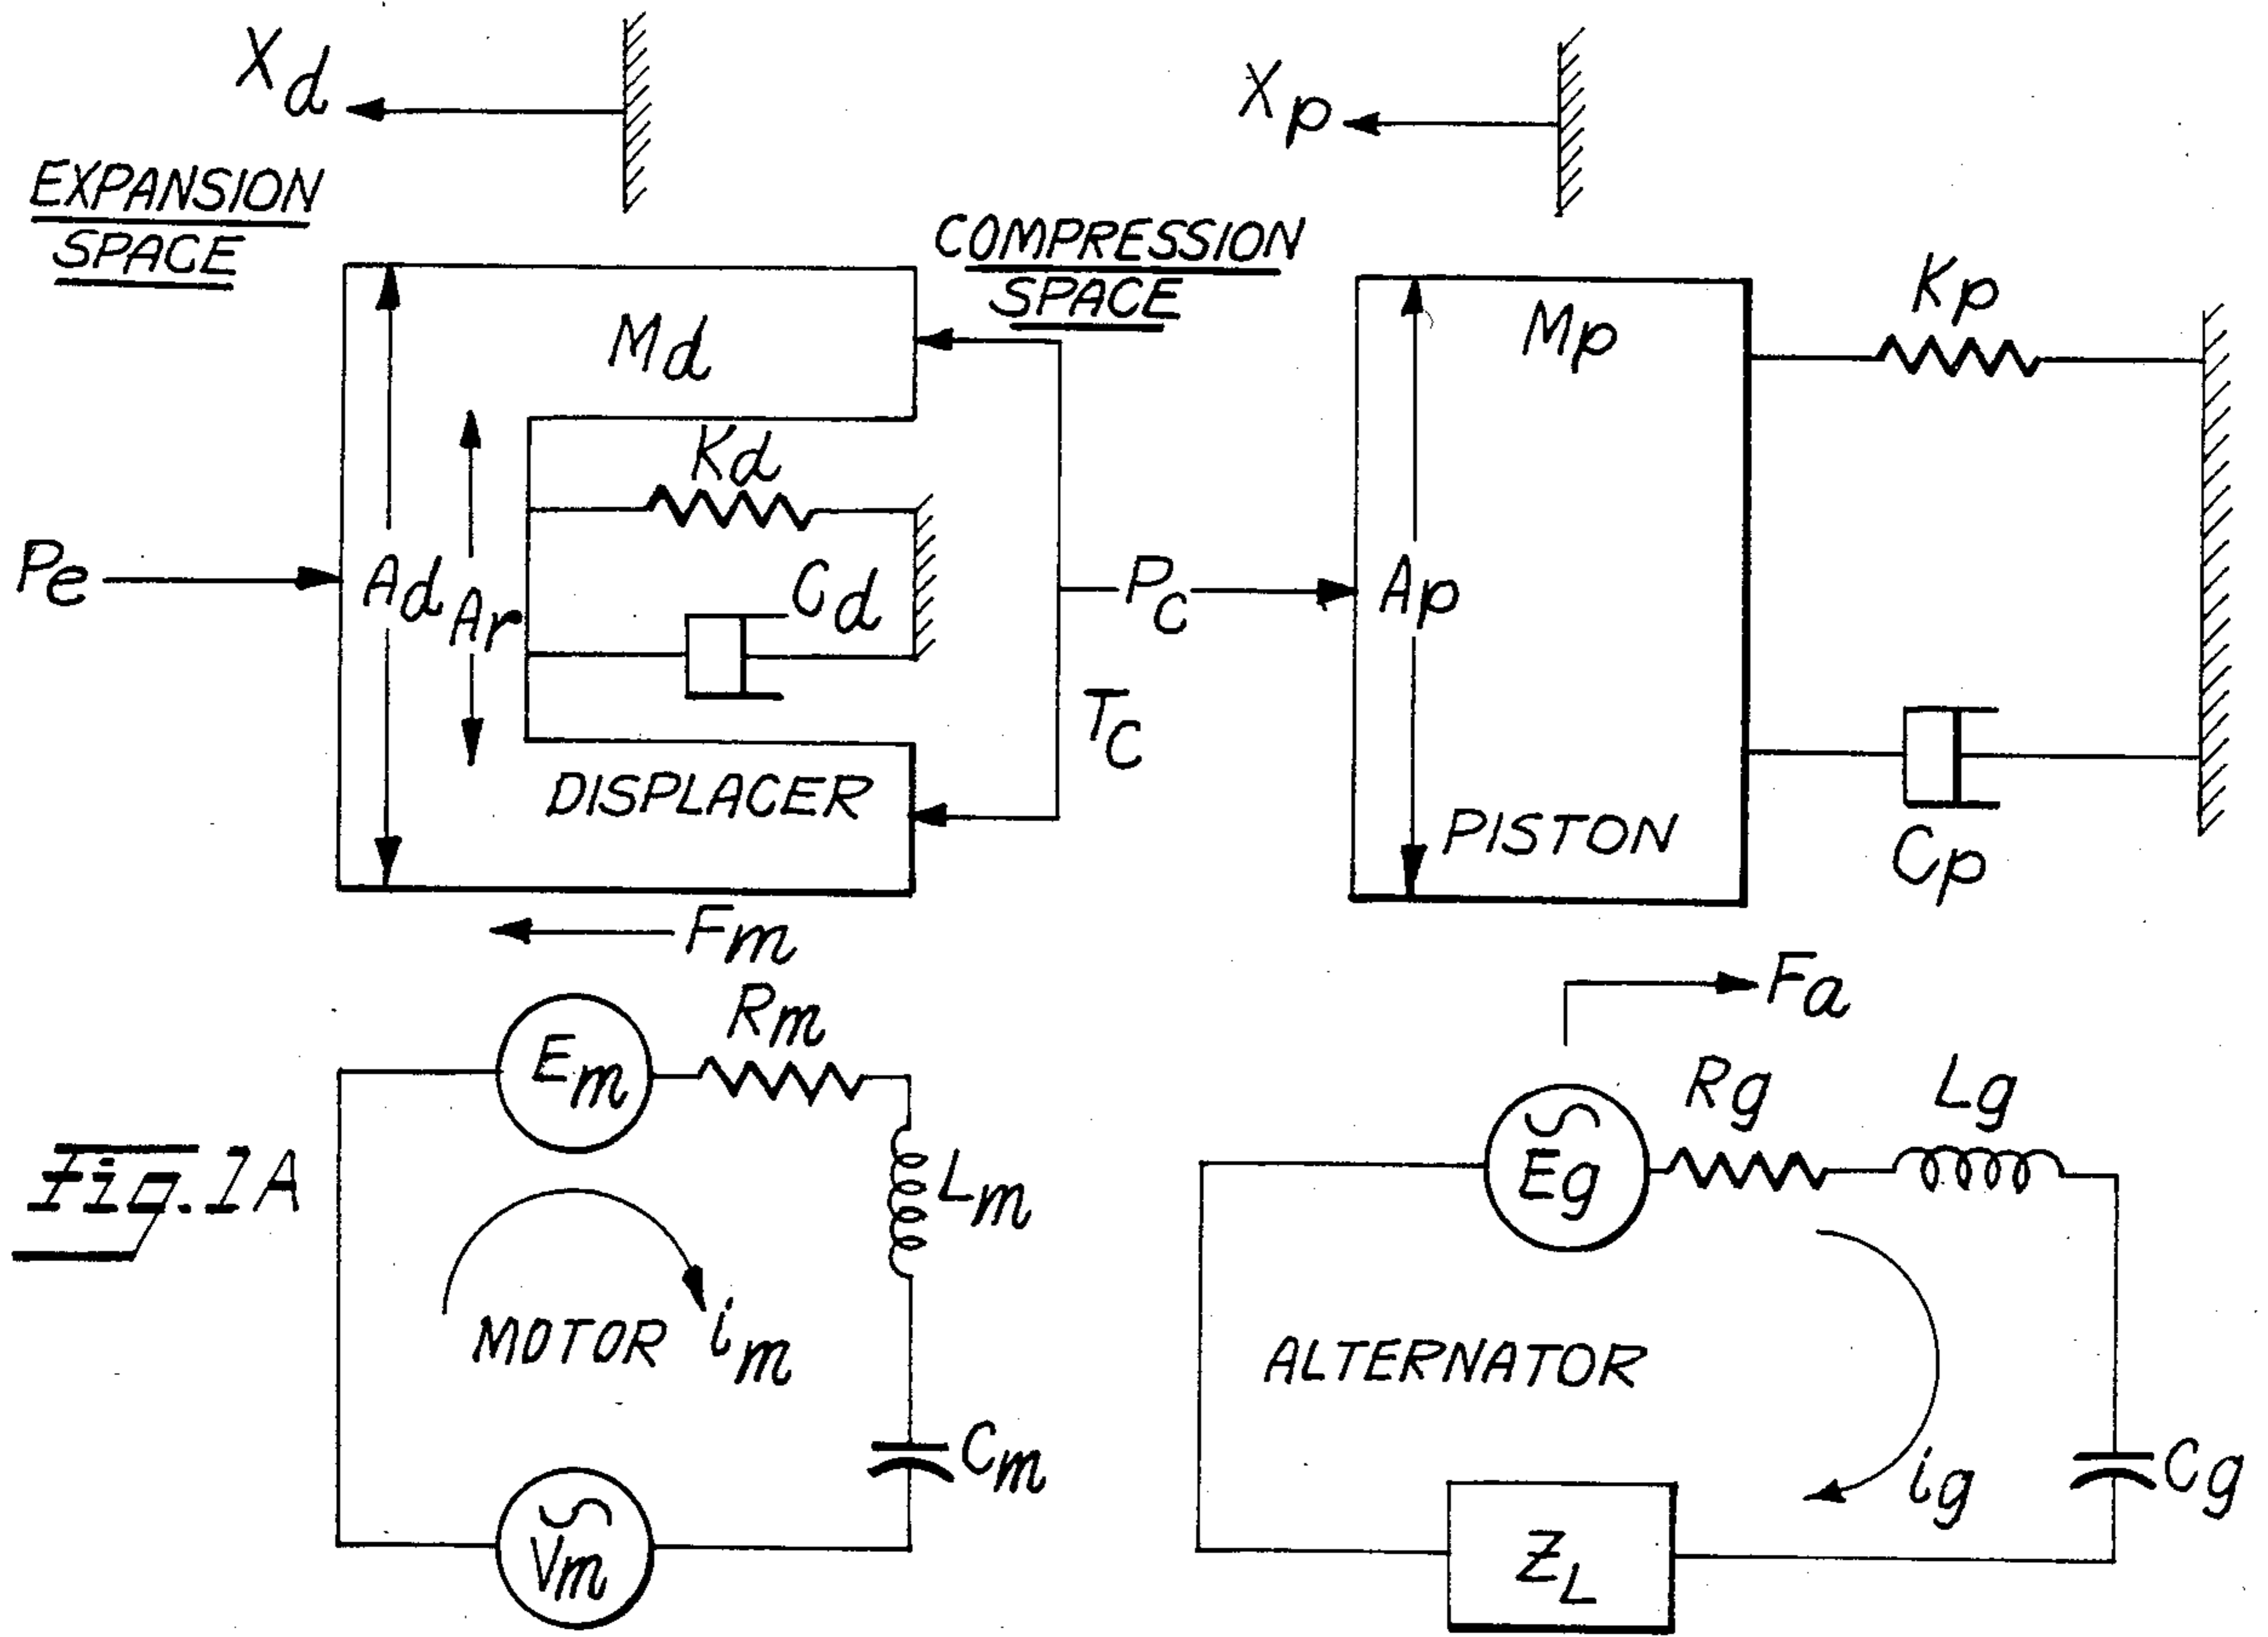 Xd
Xp
EXPANSION
SPACE
COMPRESSION
SPACE
Md
Mp
Kp
Kd
Pe
Ad
Ar
Cd
Pc
Ap
Tc
DISPLACER
PISTON
Cp
Fm
Fa
Em
Rm
Rg
Lg
Eg
Fig. 1A
Lm
MOTOR
im
ALTERNATOR
Cm
ig
Cg
Vm
ZL